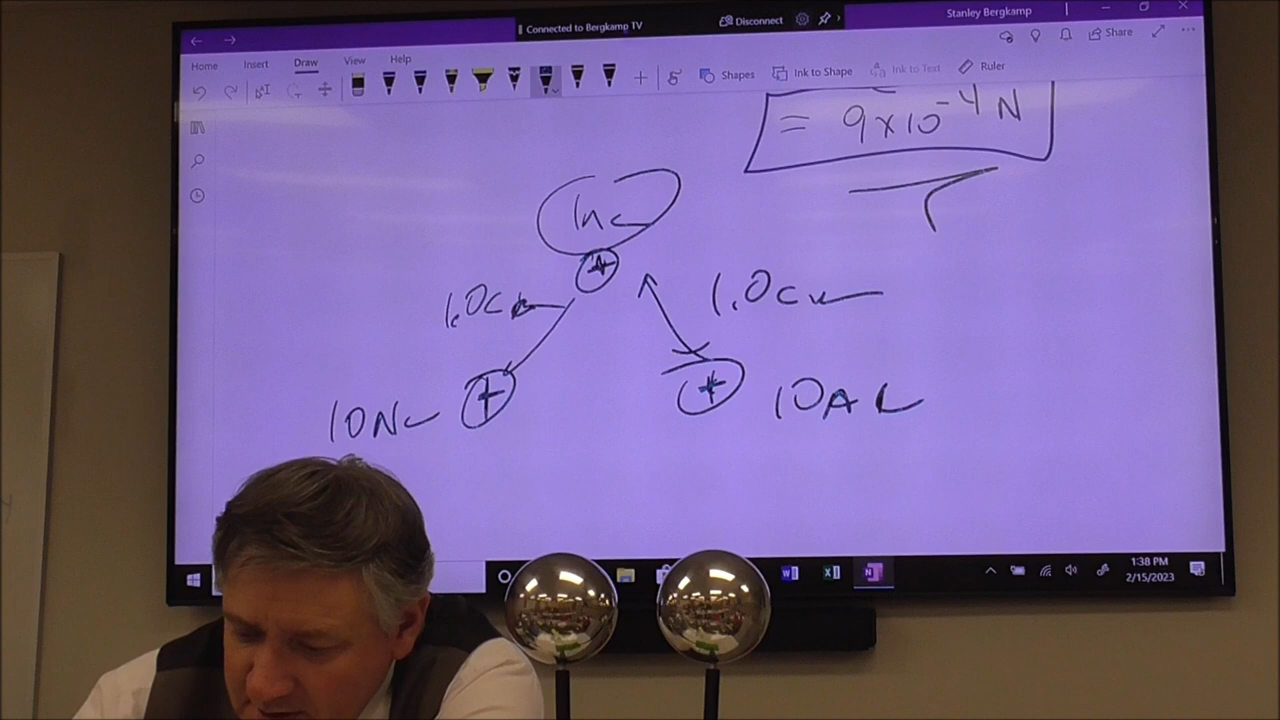 Connected to Bergkamp TV
Disconnect
Stanley Bergkamp
Home Insert Draw View Help
Share
Shapes Ink to Shape Ink to Text Ruler
= 9x10⁻⁴ N
1nc
+
1.0cm 1.0cm
+ +
10nc
1:38 PM
2/15/2023